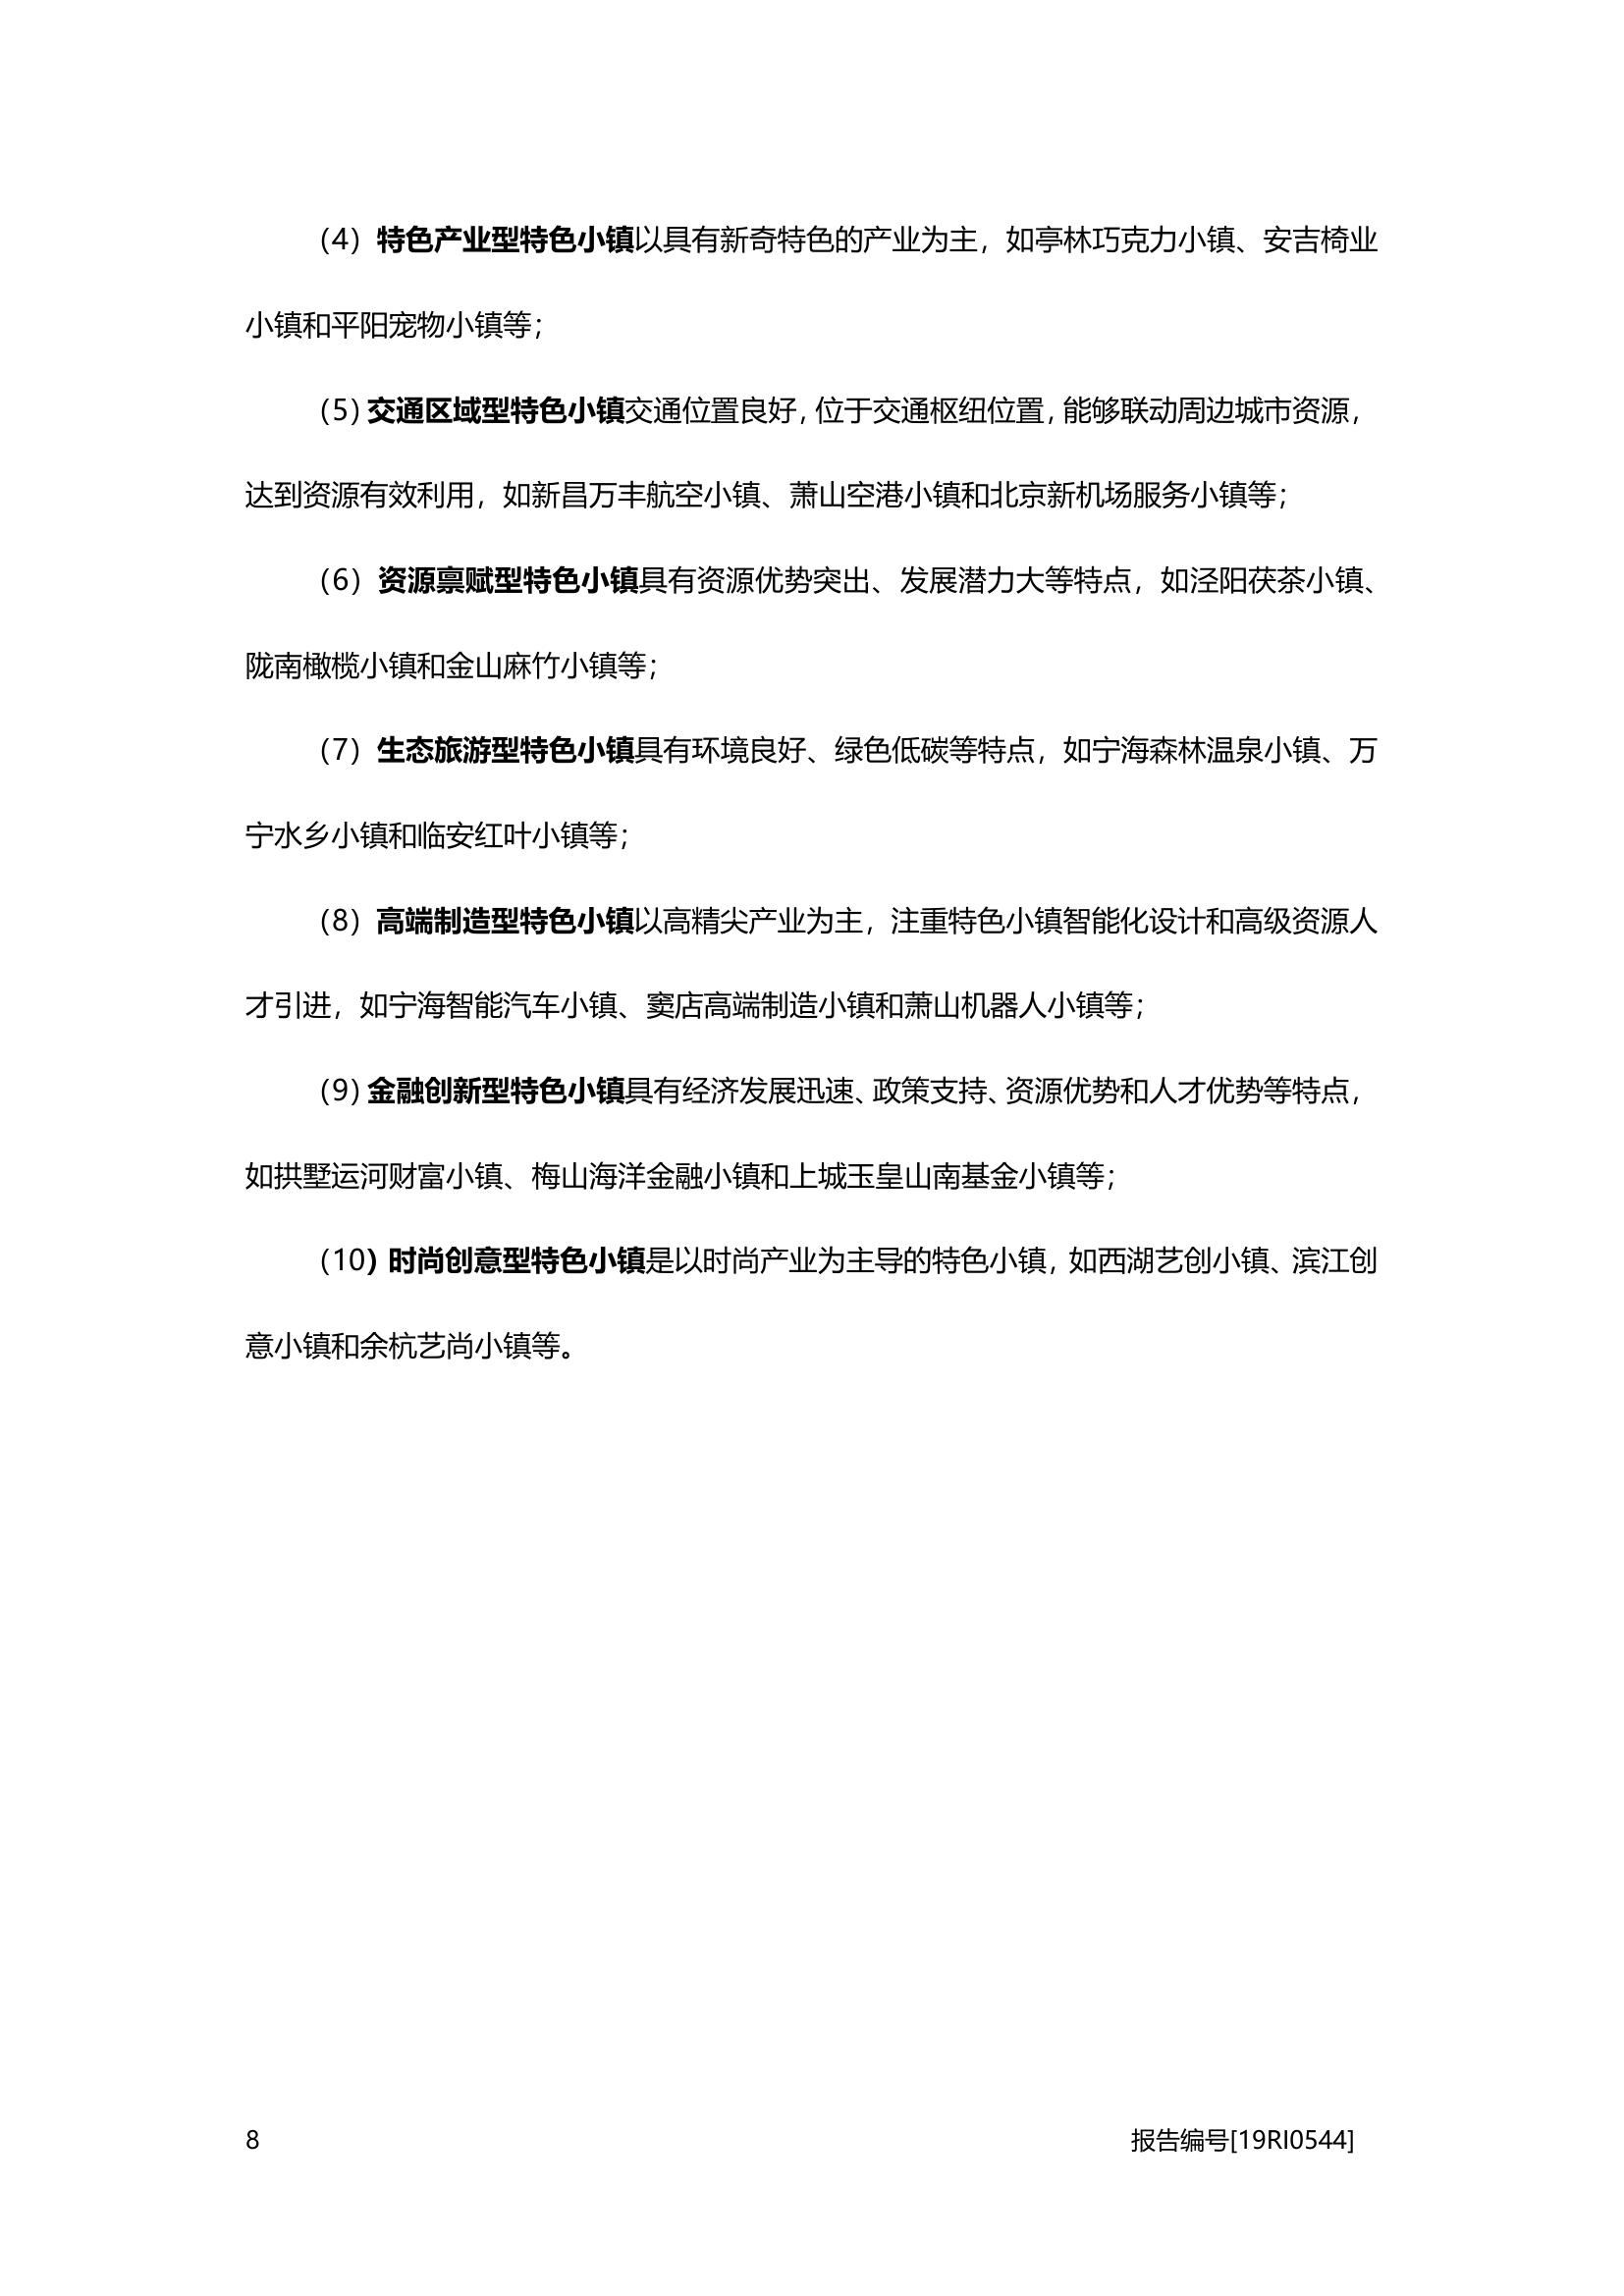 （4）特色产业型特色小镇以具有新奇特色的产业为主，如亭林巧克力小镇、安吉椅业
小镇和平阳宠物小镇等；
（5）交通区域型特色小镇交通位置良好，位于交通枢纽位置，能够联动周边城市资源，
达到资源有效利用，如新昌万丰航空小镇、萧山空港小镇和北京新机场服务小镇等；
（6）资源禀赋型特色小镇具有资源优势突出、发展潜力大等特点，如泾阳茯茶小镇、
陇南橄榄小镇和金山麻竹小镇等；
（7）生态旅游型特色小镇具有环境良好、绿色低碳等特点，如宁海森林温泉小镇、万
宁水乡小镇和临安红叶小镇等；
（8）高端制造型特色小镇以高精尖产业为主，注重特色小镇智能化设计和高级资源人
才引进，如宁海智能汽车小镇、窦店高端制造小镇和萧山机器人小镇等；
（9）金融创新型特色小镇具有经济发展迅速、政策支持、资源优势和人才优势等特点，
如拱墅运河财富小镇、梅山海洋金融小镇和上城玉皇山南基金小镇等；
（10）时尚创意型特色小镇是以时尚产业为主导的特色小镇，如西湖艺创小镇、滨江创
意小镇和余杭艺尚小镇等。
8 报告编号[19RI0544]